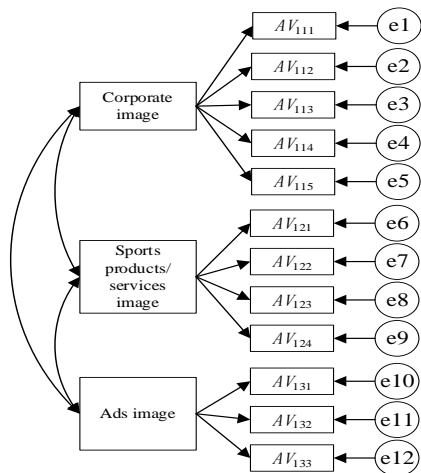 AV111
e1
AV112
e2
Corporate
image
AV113
e3
AV114
e4
AV115
e5
AV121
e6
Sports
products/
services
image
AV122
e7
AV123
e8
AV124
e9
AV131
e10
Ads image
AV132
e11
AV133
e12